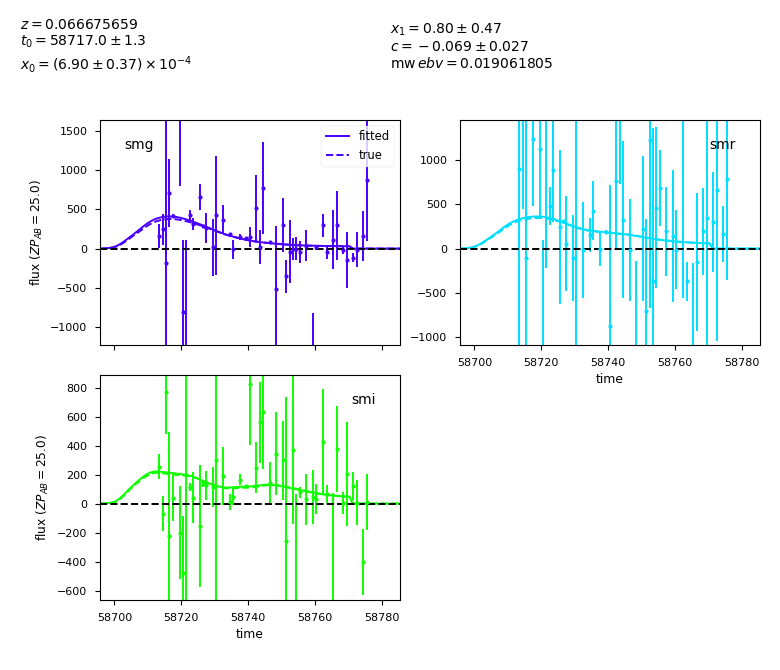 z = 0.066675659
t₀ = 58717.0 ± 1.3
x₀ = (6.90 ± 0.37) × 10⁻⁴
x₁ = 0.80 ± 0.47
c = −0.069 ± 0.027
mw ebv = 0.019061805
smg
fitted
true
1500
1000
500
0
−500
−1000
flux (ZP_AB = 25.0)
smr
1000
500
0
−500
−1000
58700 58720 58740 58760 58780
time
smi
800
600
400
200
0
−200
−400
−600
flux (ZP_AB = 25.0)
58700 58720 58740 58760 58780
time